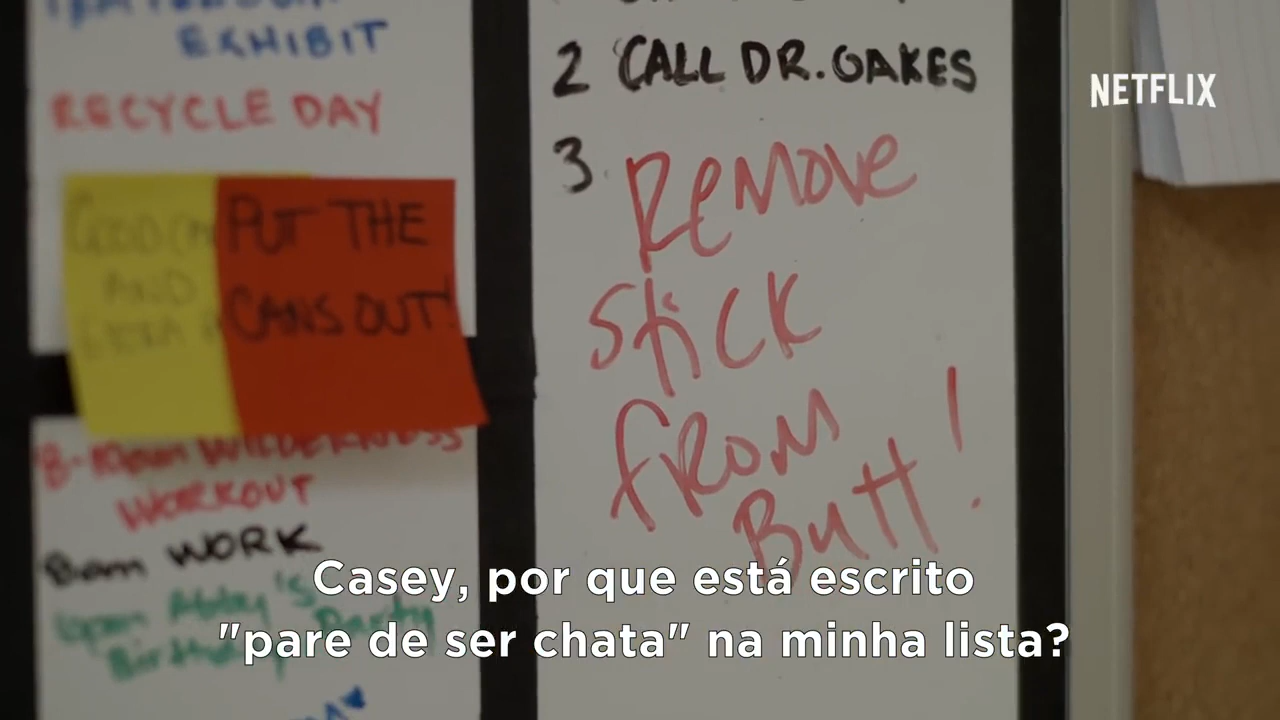 EXHIBIT
RECYCLE DAY
PUT THE
CANS OUT!
WILDERNESS
WORKOUT
8am WORK
2 CALL DR. OAKES
3. Remove
Stick
from
Butt!
NETFLIX
Casey, por que está escrito
"pare de ser chata" na minha lista?